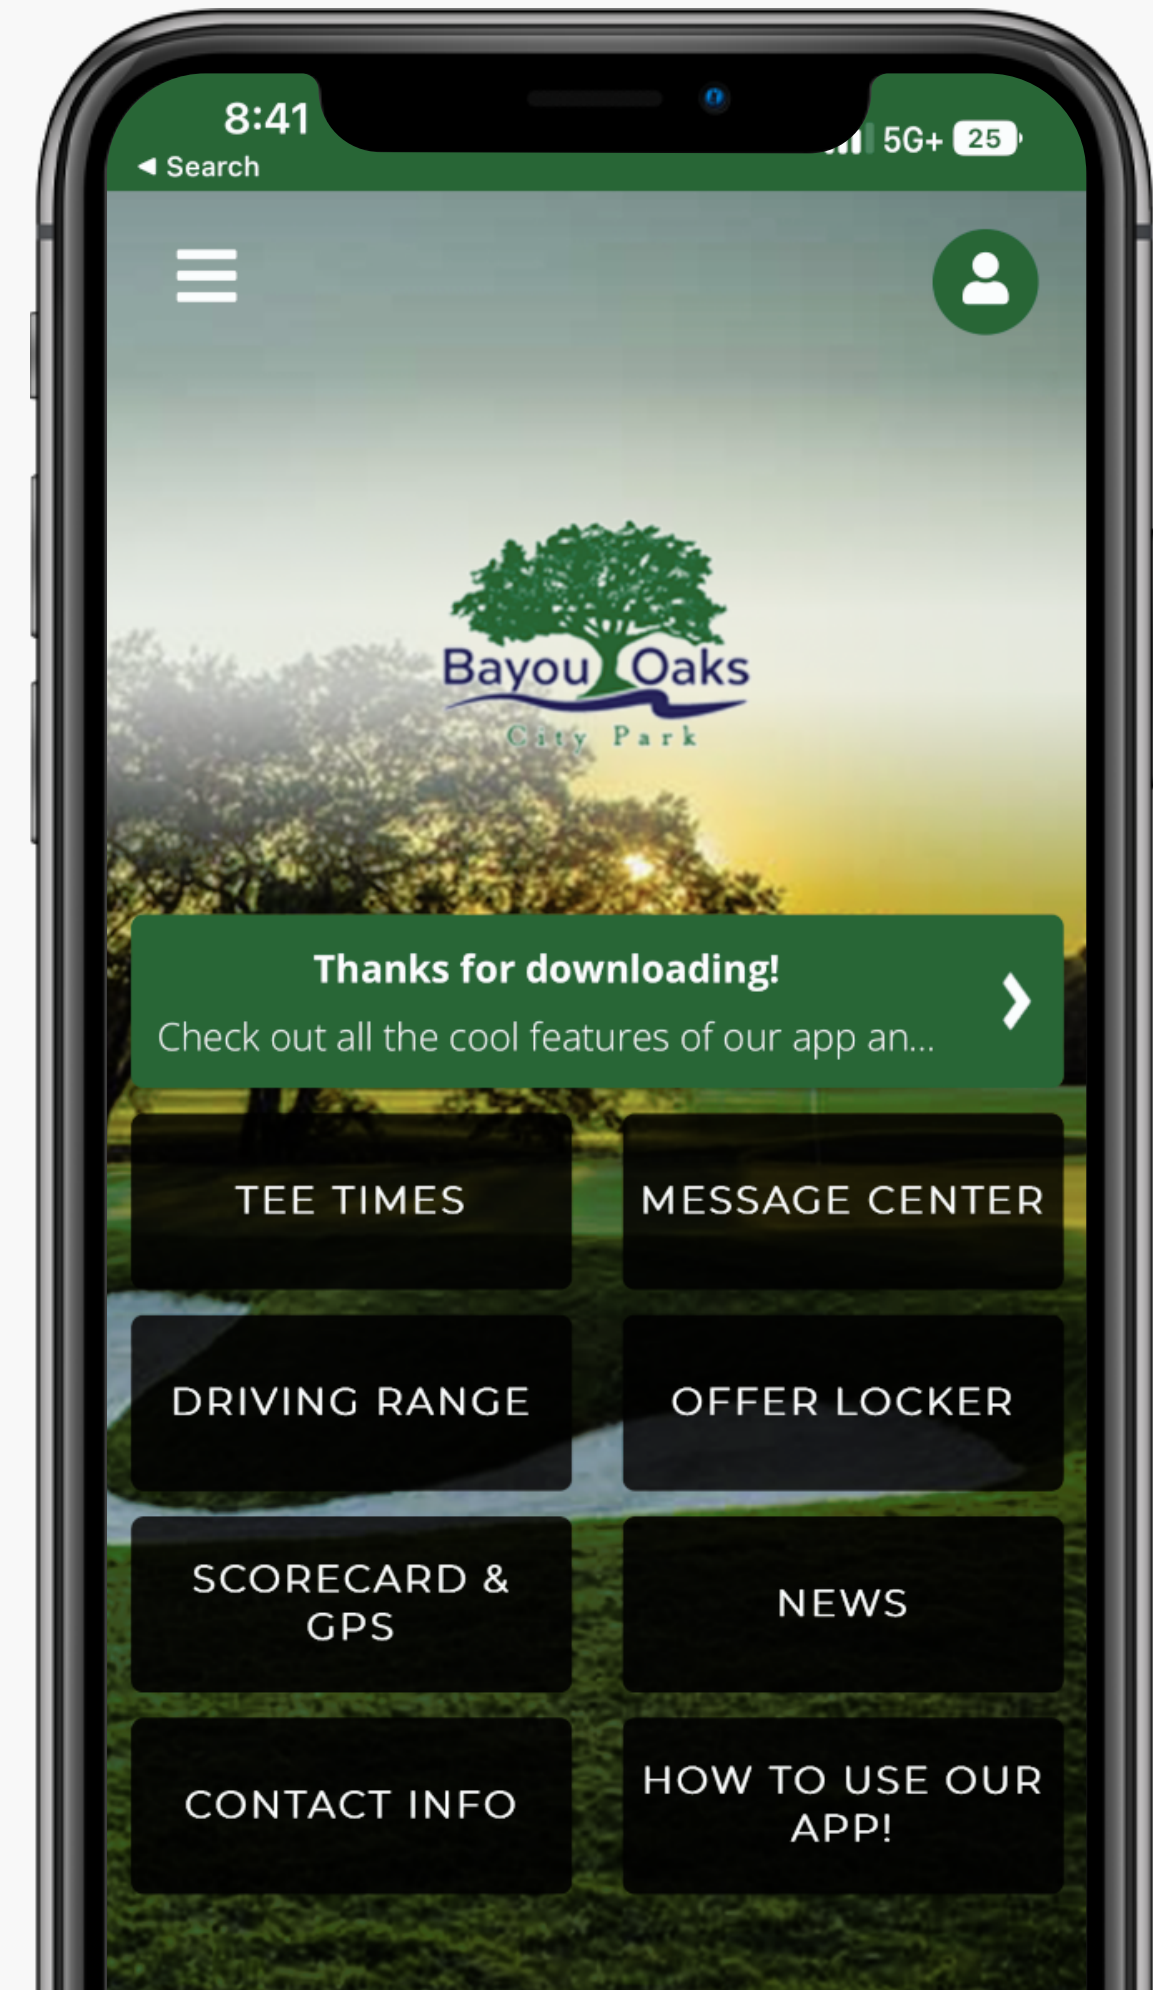 8:41
5G+ 25
◀ Search
Bayou Oaks
City Park
Thanks for downloading!
Check out all the cool features of our app an...
TEE TIMES
MESSAGE CENTER
DRIVING RANGE
OFFER LOCKER
SCORECARD &
GPS
NEWS
CONTACT INFO
HOW TO USE OUR
APP!